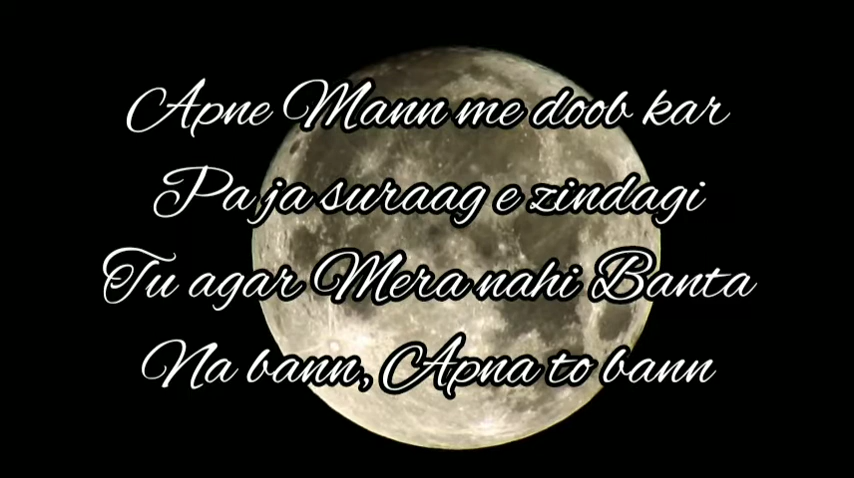 Apne Mann me doob kar
Pa ja suraag e zindagi
Tu agar Mera nahi Banta
Na bann, Apna to bann